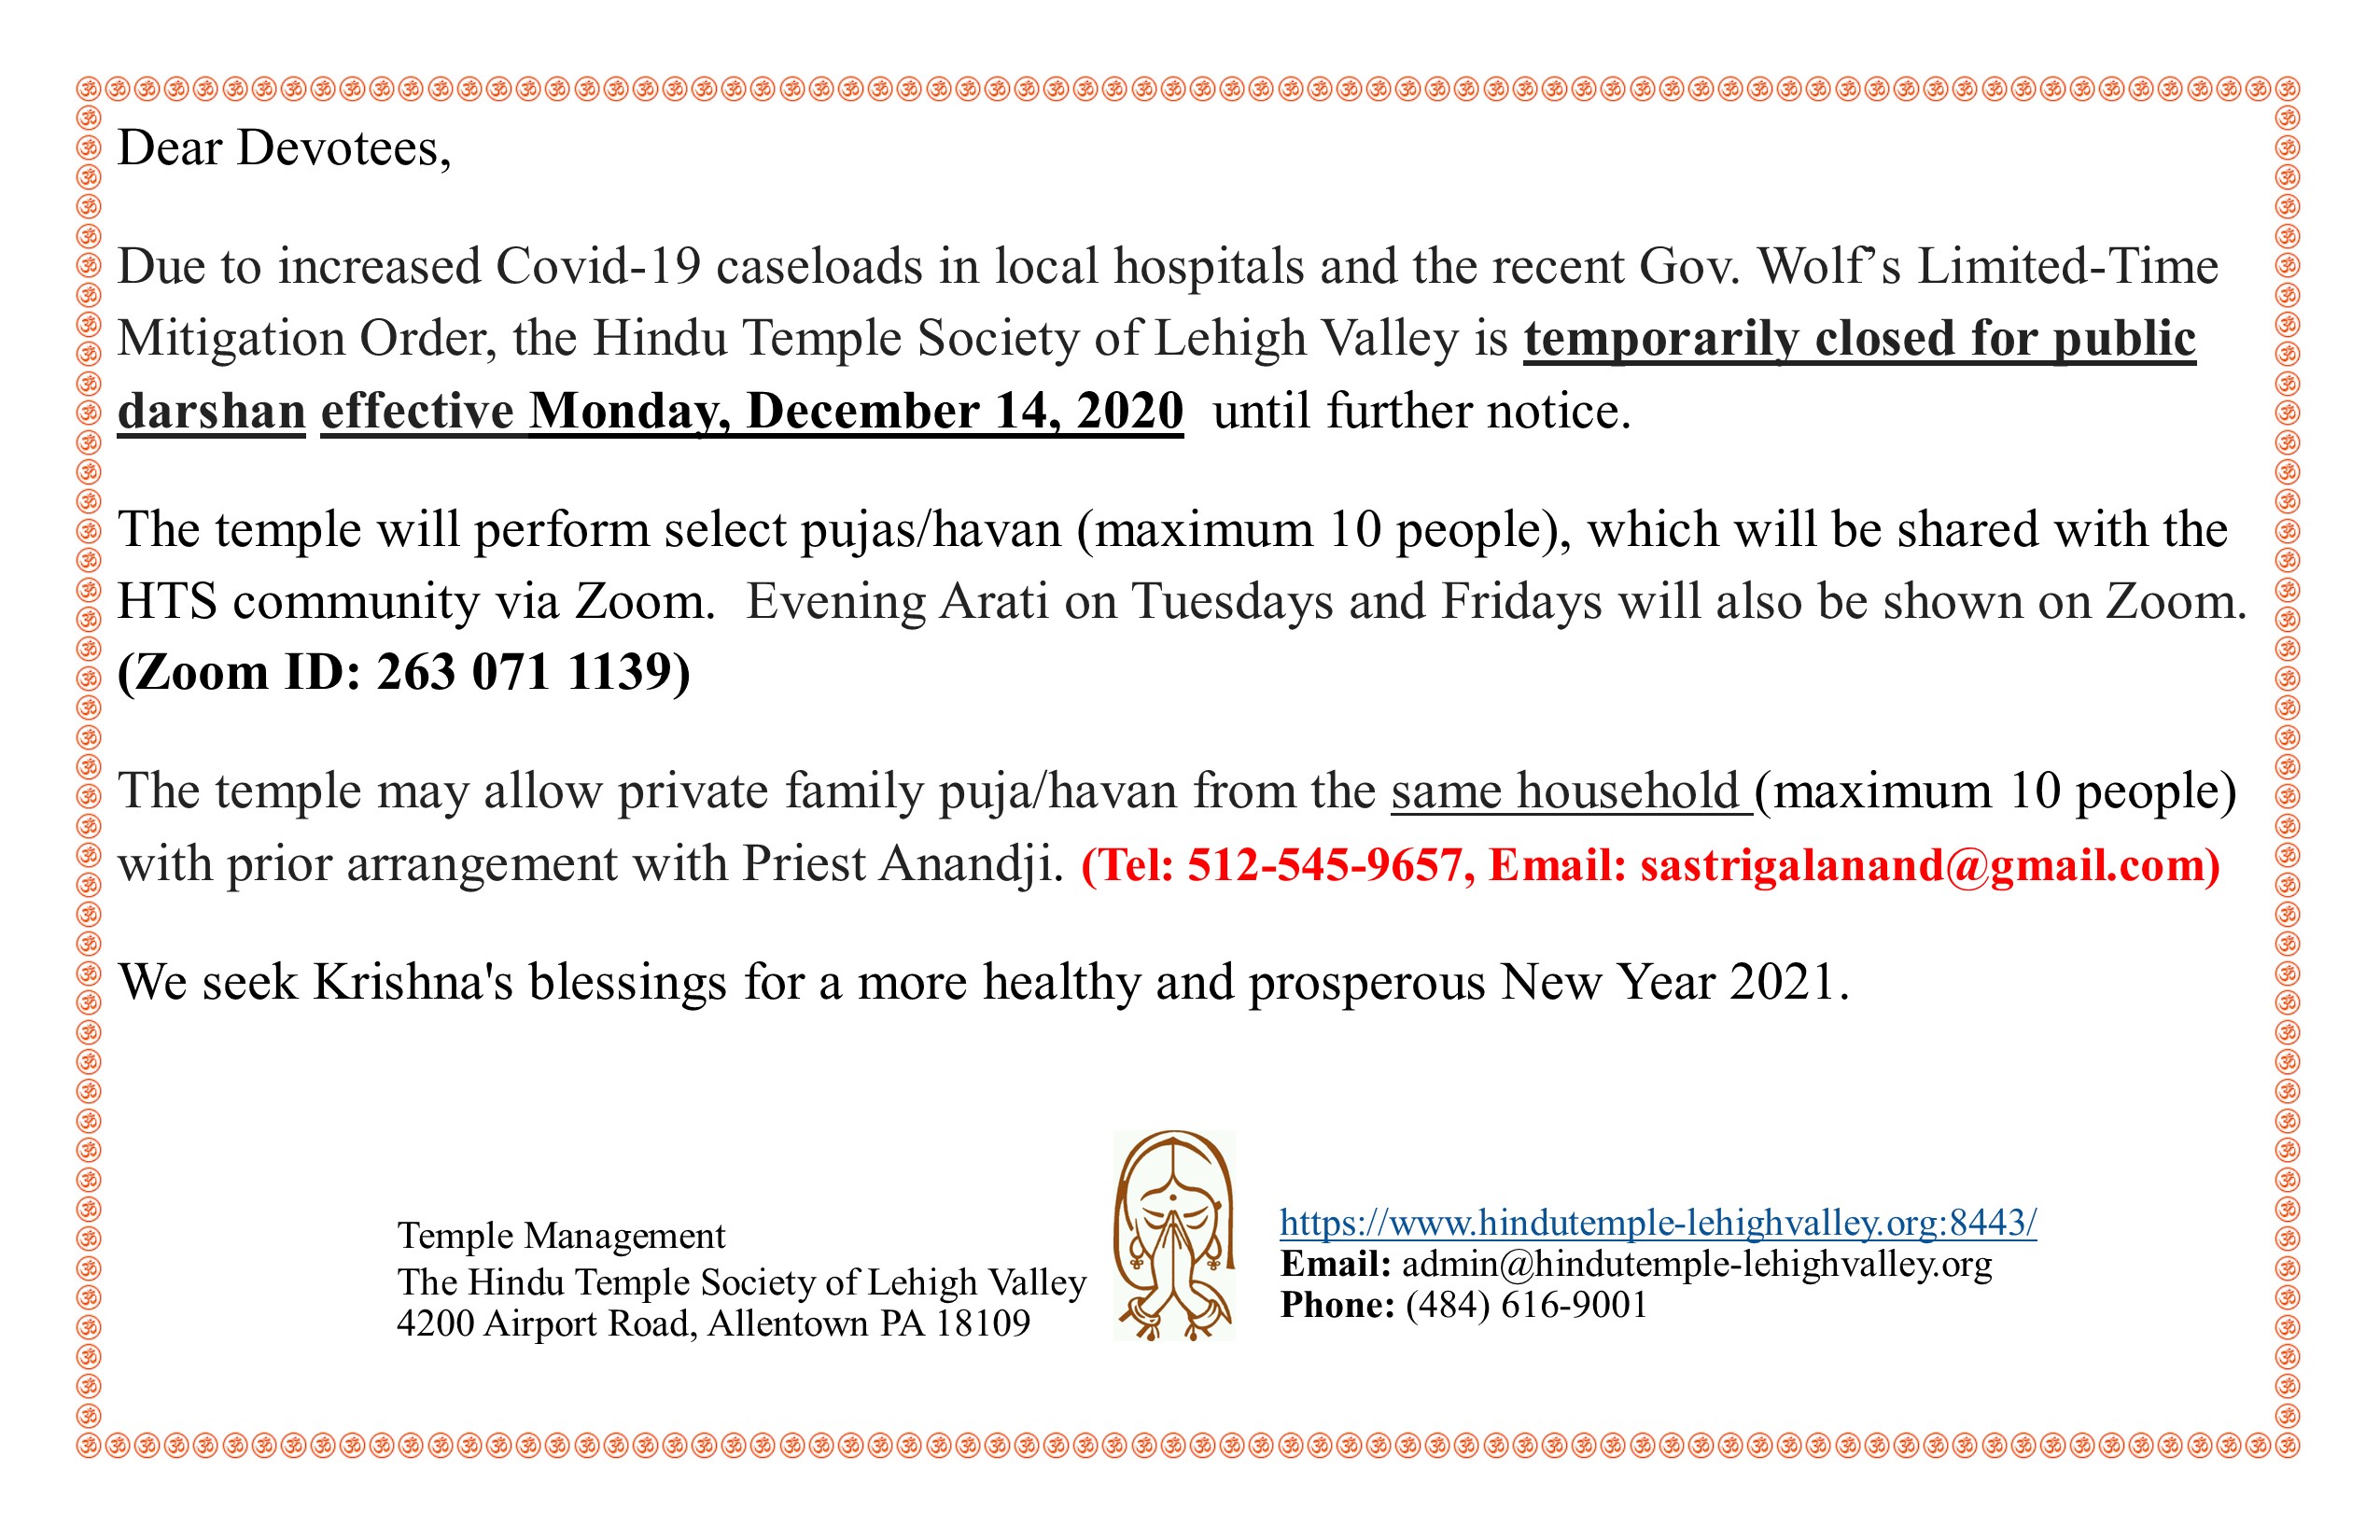 Dear Devotees,
Due to increased Covid-19 caseloads in local hospitals and the recent Gov. Wolf’s Limited-Time
Mitigation Order, the Hindu Temple Society of Lehigh Valley is temporarily closed for public
darshan effective Monday, December 14, 2020  until further notice.
The temple will perform select pujas/havan (maximum 10 people), which will be shared with the
HTS community via Zoom.  Evening Arati on Tuesdays and Fridays will also be shown on Zoom.
(Zoom ID: 263 071 1139)
The temple may allow private family puja/havan from the same household (maximum 10 people)
with prior arrangement with Priest Anandji. (Tel: 512-545-9657, Email: sastrigalanand@gmail.com)
We seek Krishna's blessings for a more healthy and prosperous New Year 2021.
Temple Management
The Hindu Temple Society of Lehigh Valley
4200 Airport Road, Allentown PA 18109
https://www.hindutemple-lehighvalley.org:8443/
Email: admin@hindutemple-lehighvalley.org
Phone: (484) 616-9001